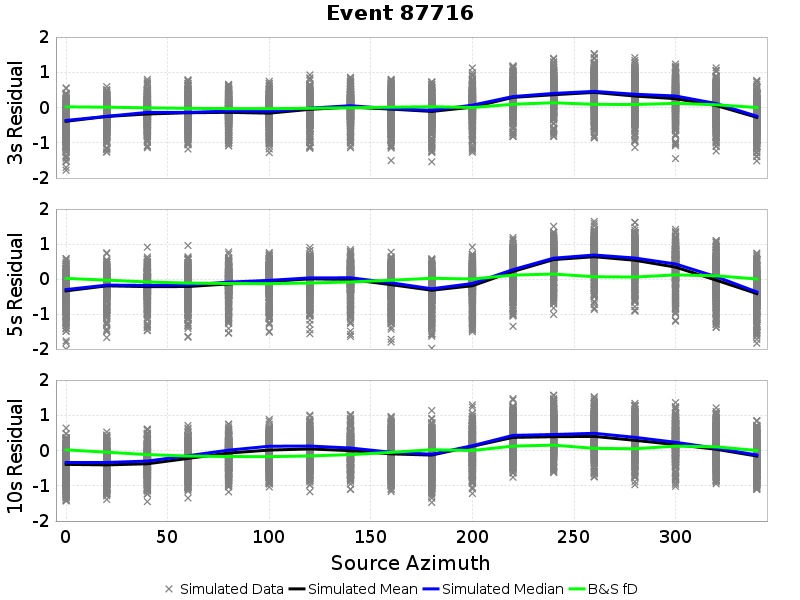 Event 87716
3s Residual
2
1
0
-1
-2
5s Residual
2
1
0
-1
-2
10s Residual
2
1
0
-1
-2
0 50 100 150 200 250 300
Source Azimuth
Simulated Data Simulated Mean Simulated Median B&S fD